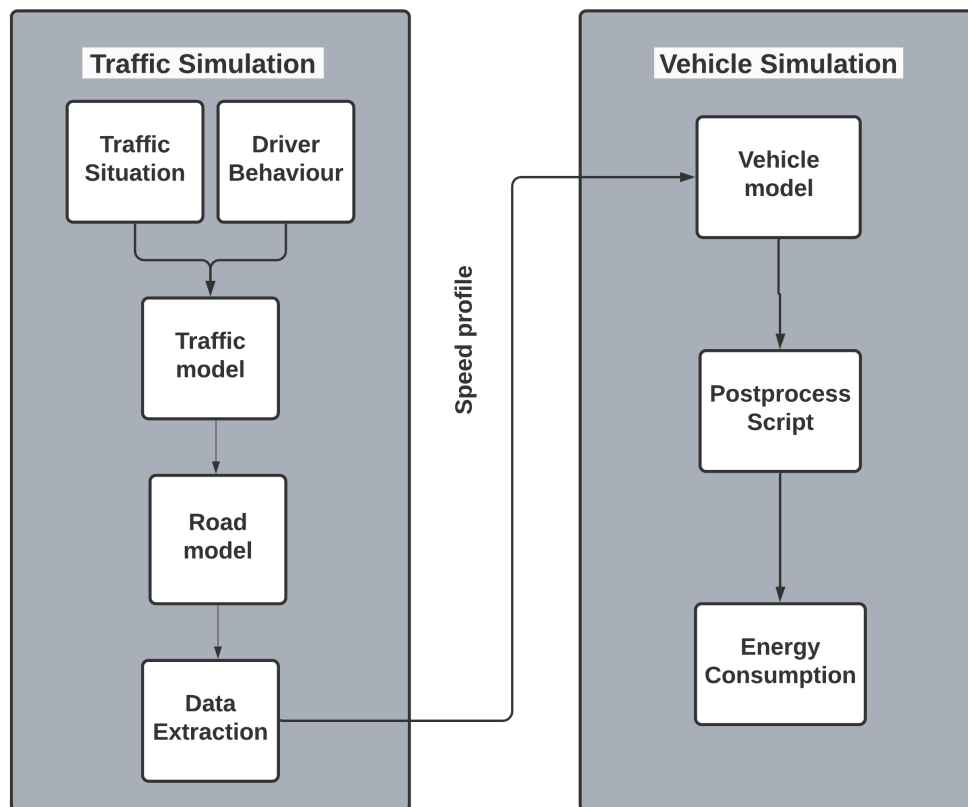 Traffic Simulation
Traffic
Situation
Driver
Behaviour
Traffic
model
Road
model
Data
Extraction
Speed profile
Vehicle Simulation
Vehicle
model
Postprocess
Script
Energy
Consumption